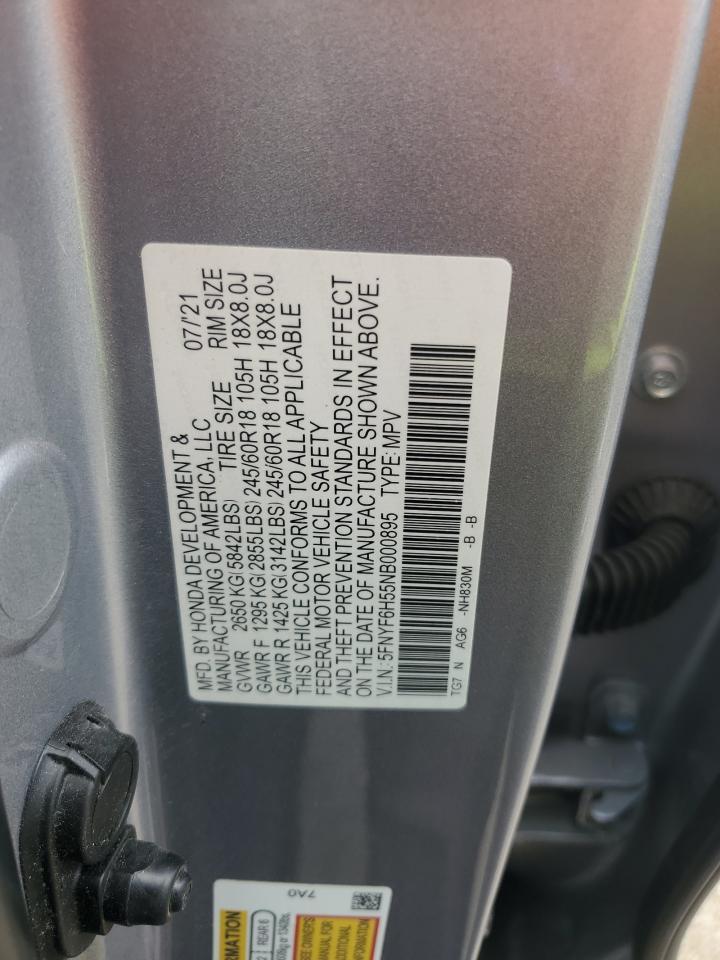 MFD. BY HONDA DEVELOPMENT &
MANUFACTURING OF AMERICA, LLC 07/'21
TIRE SIZE RIM SIZE
GVWR 2650 KG(5842LBS)
GAWR F 1295 KG(2855LBS) 245/60R18 105H 18X8.0J
GAWR R 1425 KG(3142LBS) 245/60R18 105H 18X8.0J
THIS VEHICLE CONFORMS TO ALL APPLICABLE
FEDERAL MOTOR VEHICLE SAFETY
AND THEFT PREVENTION STANDARDS IN EFFECT
ON THE DATE OF MANUFACTURE SHOWN ABOVE.
V.I.N.:5FNYF6H55NB000895 TYPE:MPV
TG7 N AG6 -NH830M -B -B
7A0
REAR 6